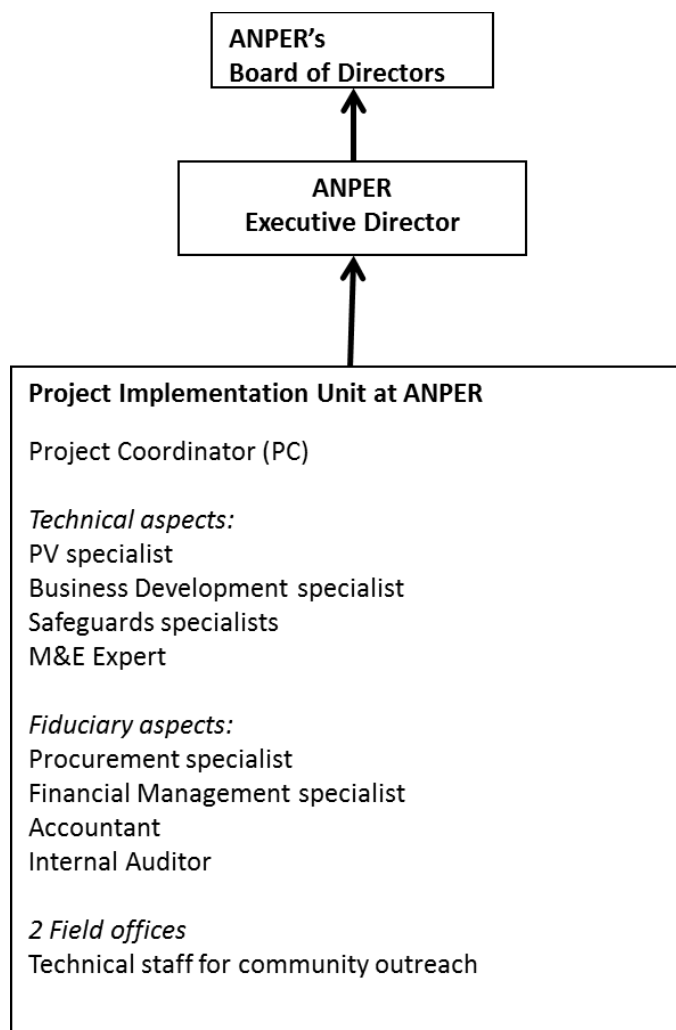 ANPER’s
Board of Directors
ANPER
Executive Director
Project Implementation Unit at ANPER
Project Coordinator (PC)
Technical aspects:
PV specialist
Business Development specialist
Safeguards specialists
M&E Expert
Fiduciary aspects:
Procurement specialist
Financial Management specialist
Accountant
Internal Auditor
2 Field offices
Technical staff for community outreach